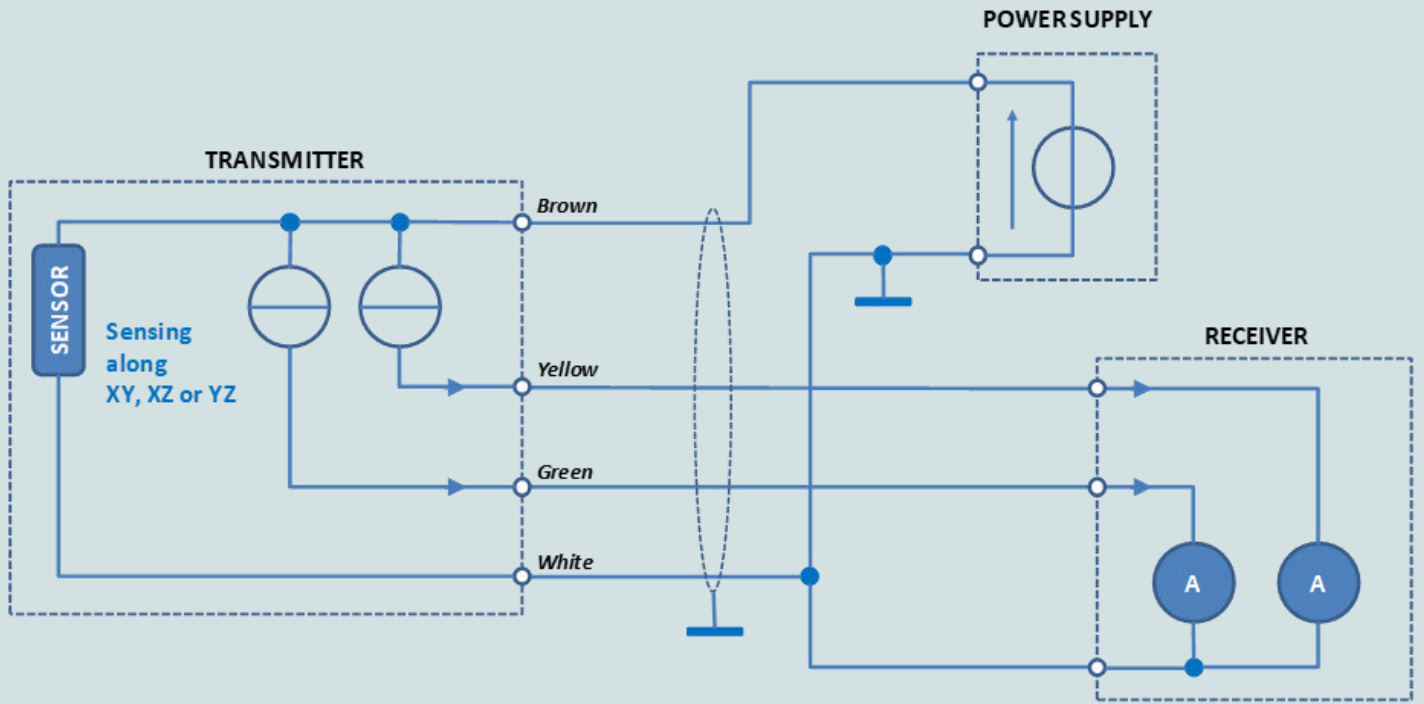 POWER SUPPLY
TRANSMITTER
Brown
SENSOR
Sensing
along
XY, XZ or YZ
RECEIVER
Yellow
Green
White
A
A